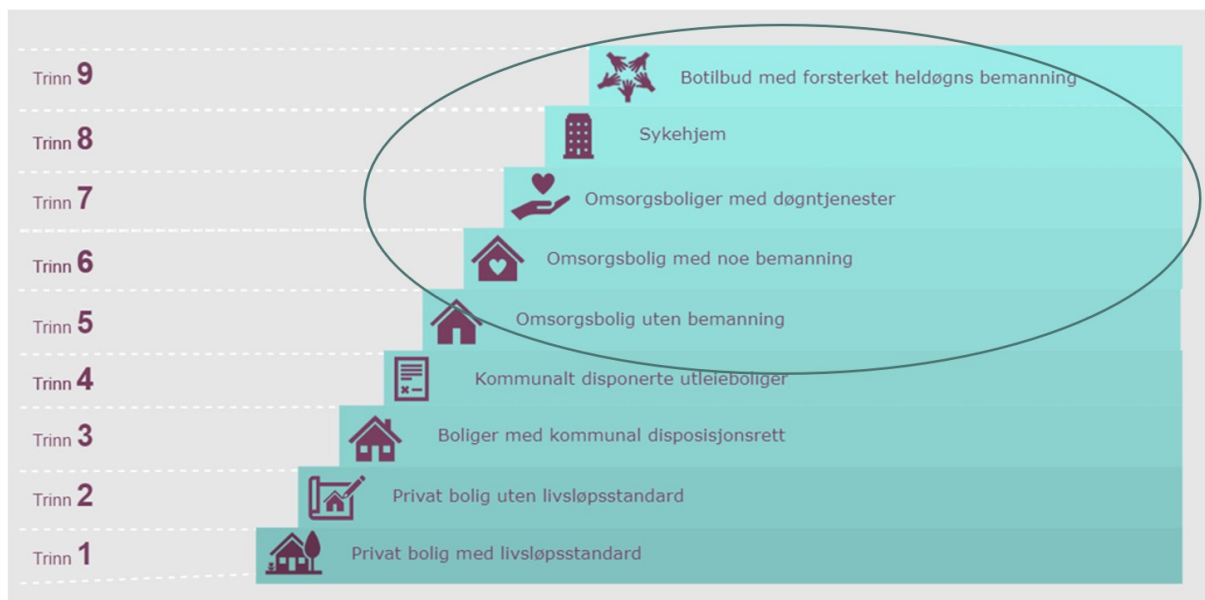 Trinn 9 Botilbud med forsterket heldøgns bemanning
Trinn 8 Sykehjem
Trinn 7 Omsorgsboliger med døgntjenester
Trinn 6 Omsorgsbolig med noe bemanning
Trinn 5 Omsorgsbolig uten bemanning
Trinn 4 Kommunalt disponerte utleieboliger
Trinn 3 Boliger med kommunal disposisjonsrett
Trinn 2 Privat bolig uten livsløpsstandard
Trinn 1 Privat bolig med livsløpsstandard